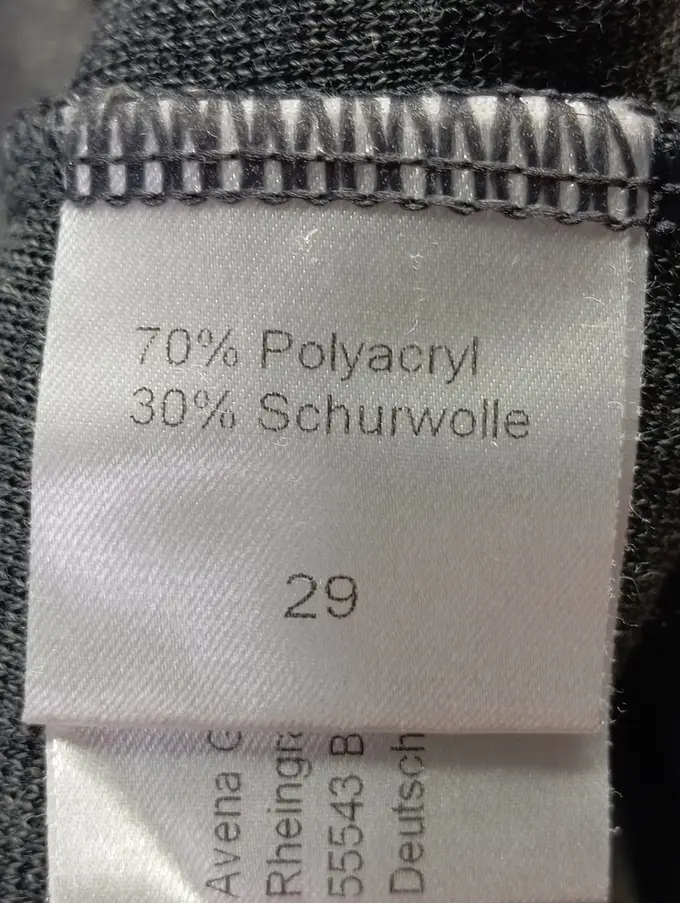 70% Polyacryl
30% Schurwolle
29
Avena G
Rheingr
55543 B
Deutsch